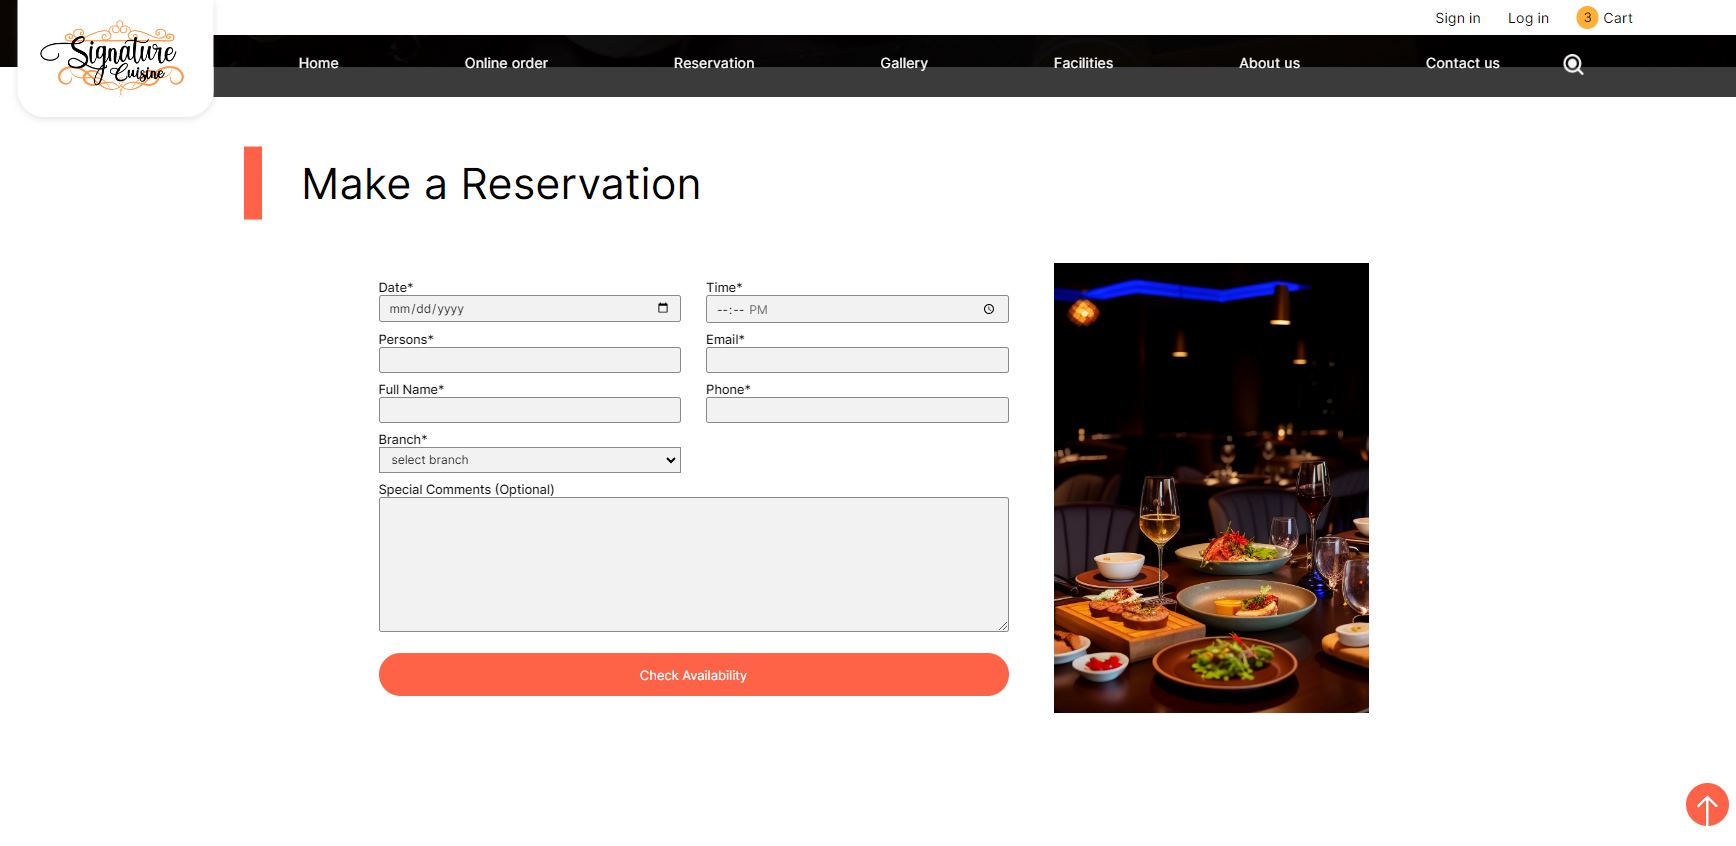 Signature
Cuisine
Sign in Log in 3 Cart
Home Online order Reservation Gallery Facilities About us Contact us
Make a Reservation
Date* Time*
mm/dd/yyyy --:-- PM
Persons* Email*
Full Name* Phone*
Branch*
select branch
Special Comments (Optional)
Check Availability